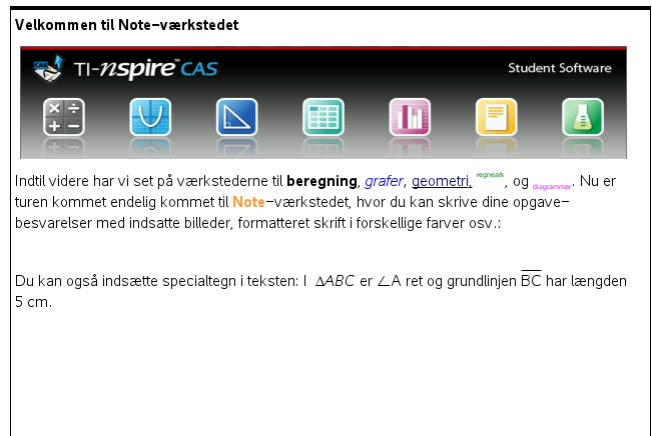 Velkommen til Note-værkstedet
TI-nspire™ CAS
Student Software
Indtil videre har vi set på værkstederne til beregning, grafer, geometri, regneark, og diagrammer. Nu er
turen kommet endelig kommet til Note-værkstedet, hvor du kan skrive dine opgave-
besvarelser med indsatte billeder, formatteret skrift i forskellige farver osv.:
Du kan også indsætte specialtegn i teksten: I ΔABC er ∠A ret og grundlinjen B̅C̅ har længden
5 cm.